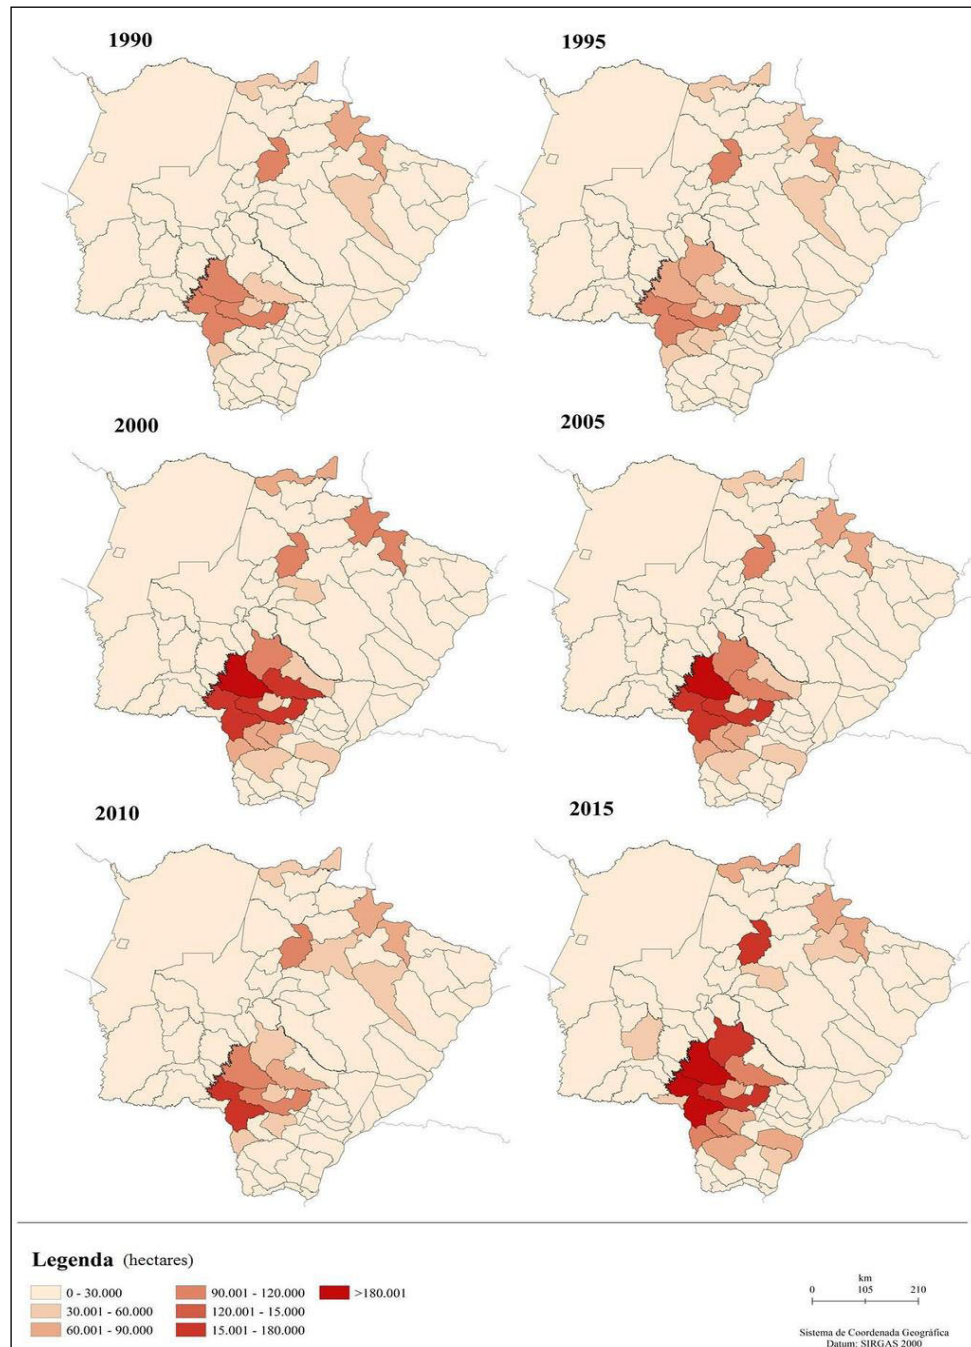 1990
1995
2000
2005
2010
2015
Legenda (hectares)
0 - 30.000
30.001 - 60.000
60.001 - 90.000
90.001 - 120.000
120.001 - 15.000
15.001 - 180.000
>180.001
km
0 105 210
Sistema de Coordenada Geográfica
Datum: SIRGAS 2000